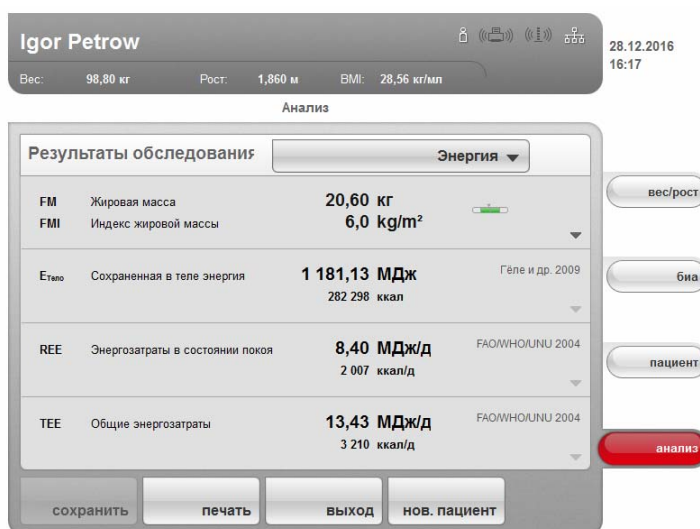 Igor Petrow
28.12.2016
16:17
Вес: 98,80 кг Рост: 1,860 м BMI: 28,56 кг/мл
Анализ
Результаты обследования Энергия
FM Жировая масса 20,60 кг
FMI Индекс жировой массы 6,0 kg/m²
EТело Сохраненная в теле энергия 1 181,13 МДж Гёле и др. 2009
282 298 ккал
REE Энергозатраты в состоянии покоя 8,40 МДж/д FAO/WHO/UNU 2004
2 007 ккал/д
TEE Общие энергозатраты 13,43 МДж/д FAO/WHO/UNU 2004
3 210 ккал/д
вес/рост
биа
пациент
анализ
сохранить печать выход нов. пациент